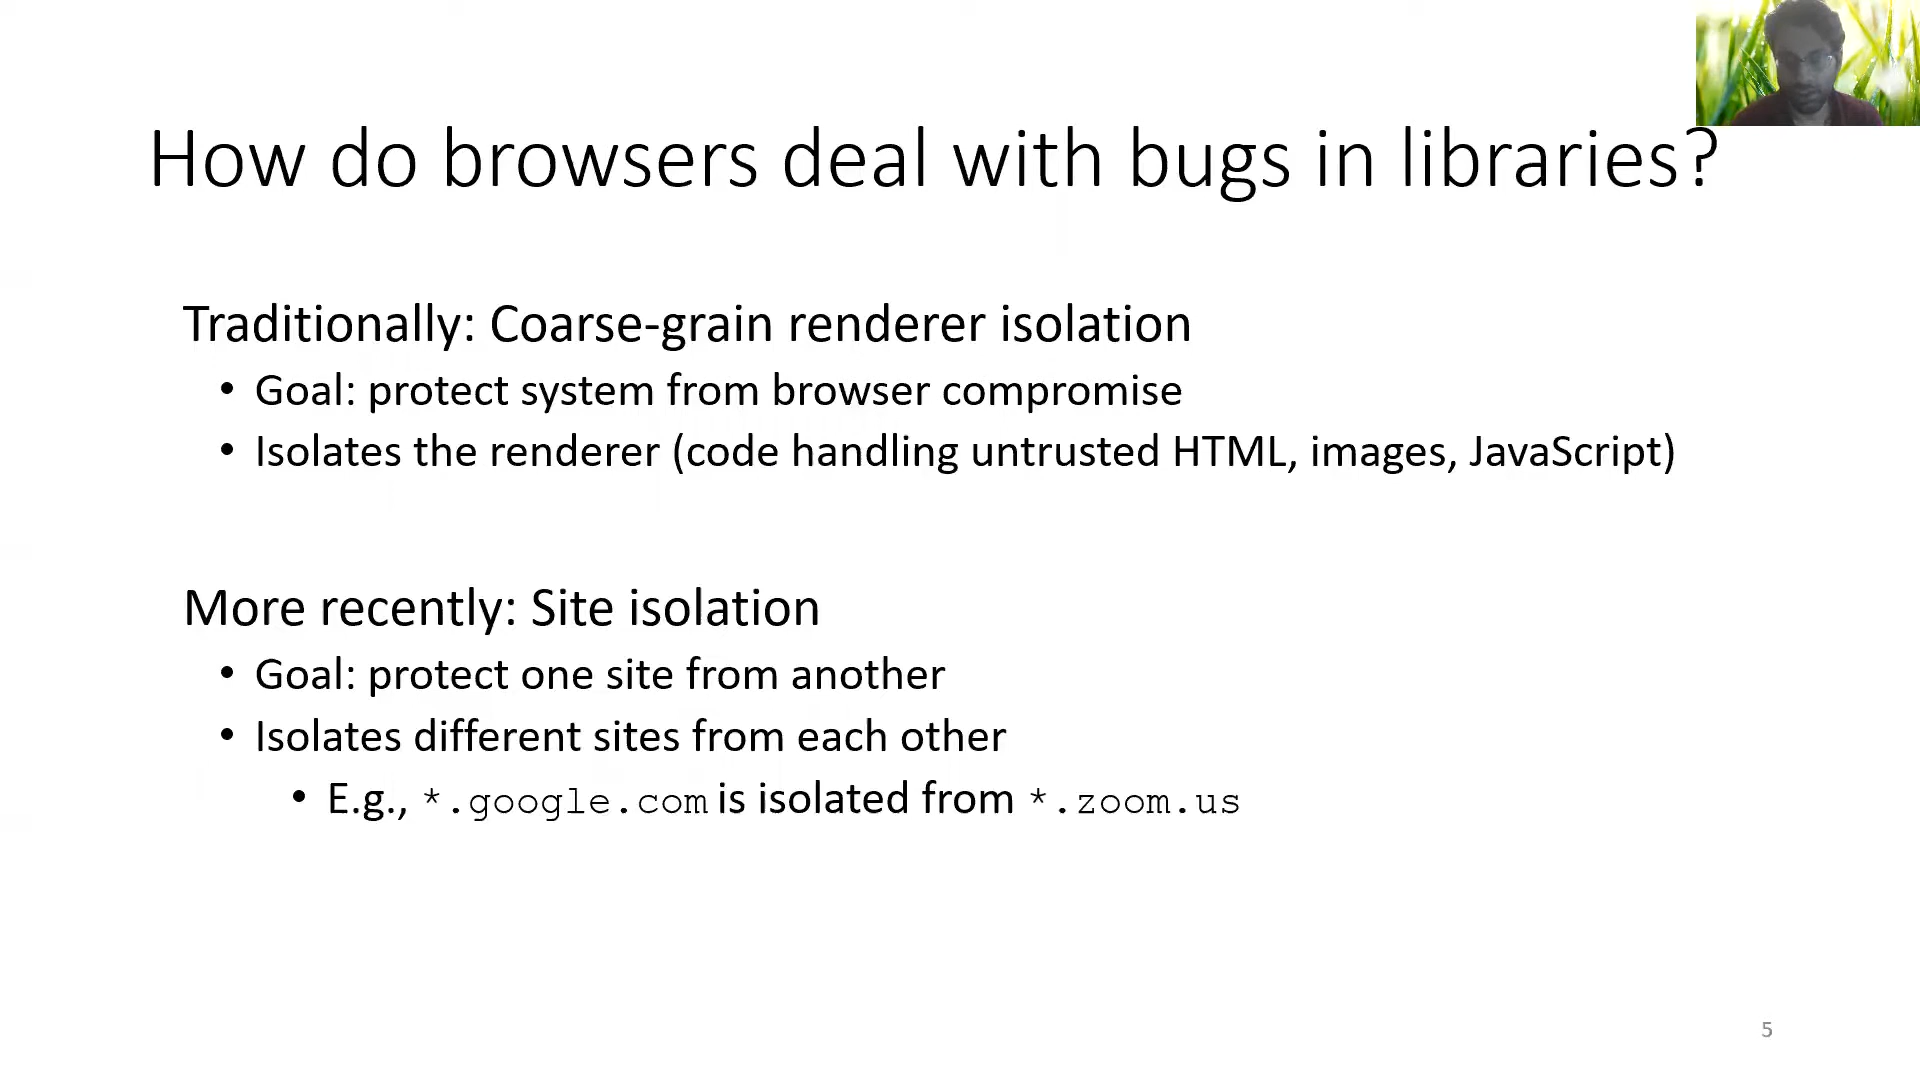 How do browsers deal with bugs in libraries?
Traditionally: Coarse-grain renderer isolation
• Goal: protect system from browser compromise
• Isolates the renderer (code handling untrusted HTML, images, JavaScript)
More recently: Site isolation
• Goal: protect one site from another
• Isolates different sites from each other
• E.g., *.google.com is isolated from *.zoom.us
5